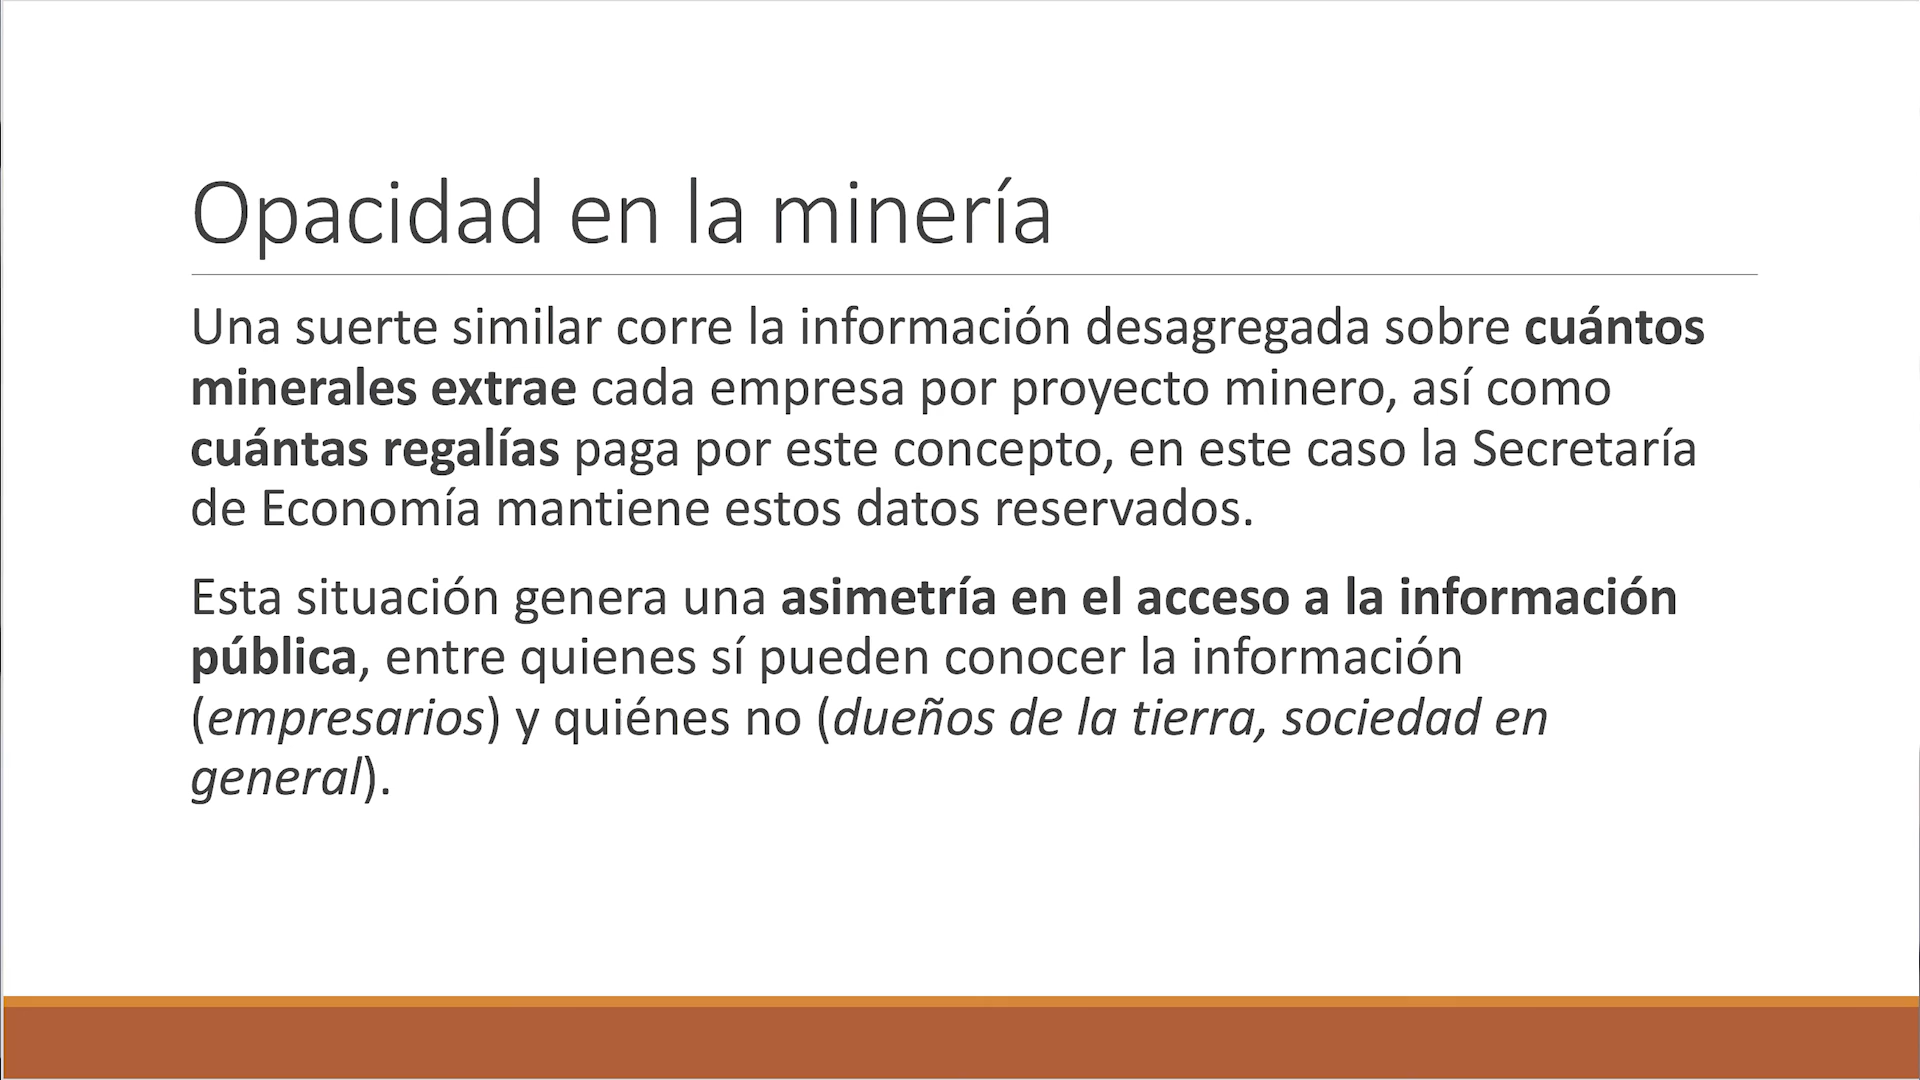 Opacidad en la minería
Una suerte similar corre la información desagregada sobre cuántos
minerales extrae cada empresa por proyecto minero, así como
cuántas regalías paga por este concepto, en este caso la Secretaría
de Economía mantiene estos datos reservados.
Esta situación genera una asimetría en el acceso a la información
pública, entre quienes sí pueden conocer la información
(empresarios) y quiénes no (dueños de la tierra, sociedad en
general).